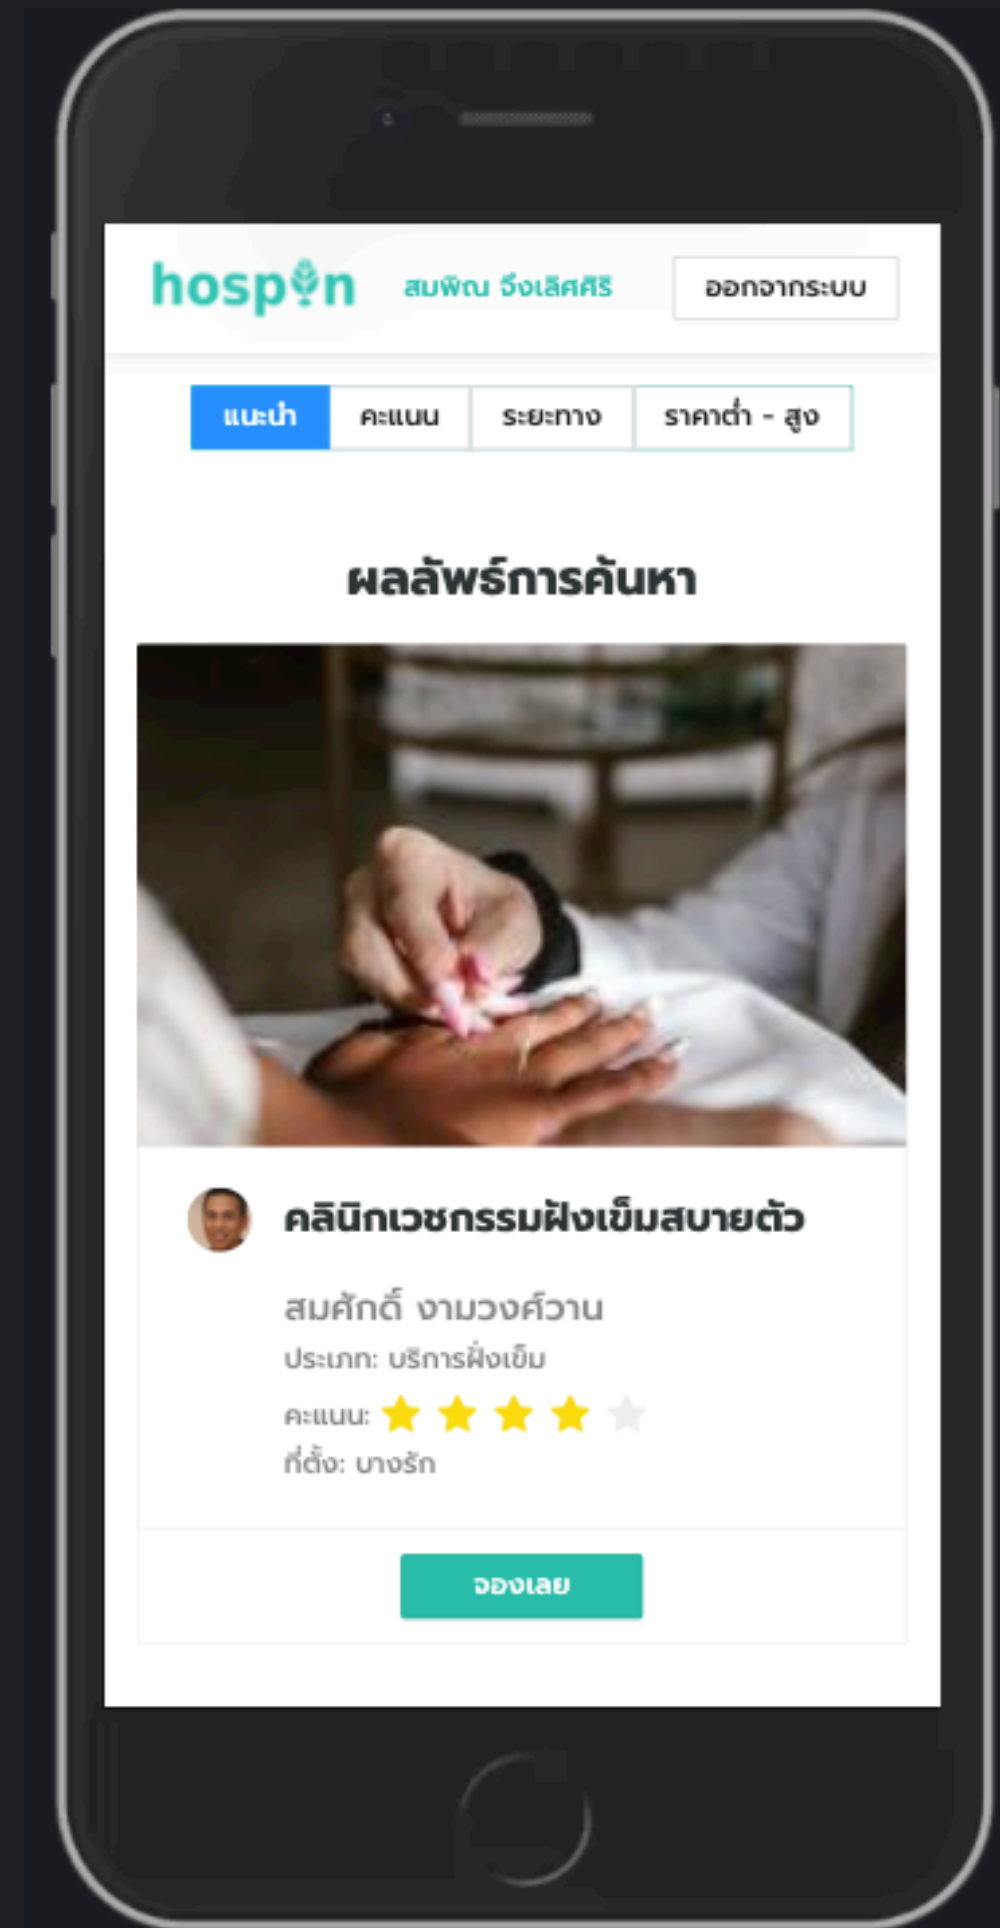 hospin สมพิณ จึงเลิศศิริ ออกจากระบบ
แนะนำ คะแนน ระยะทาง ราคาต่ำ - สูง
ผลลัพธ์การค้นหา
คลินิกเวชกรรมฝังเข็มสบายตัว
สมศักดิ์ งามวงศ์วาน
ประเภท: บริการฝั่งเข็ม
คะแนน:
ที่ตั้ง: บางรัก
จองเลย